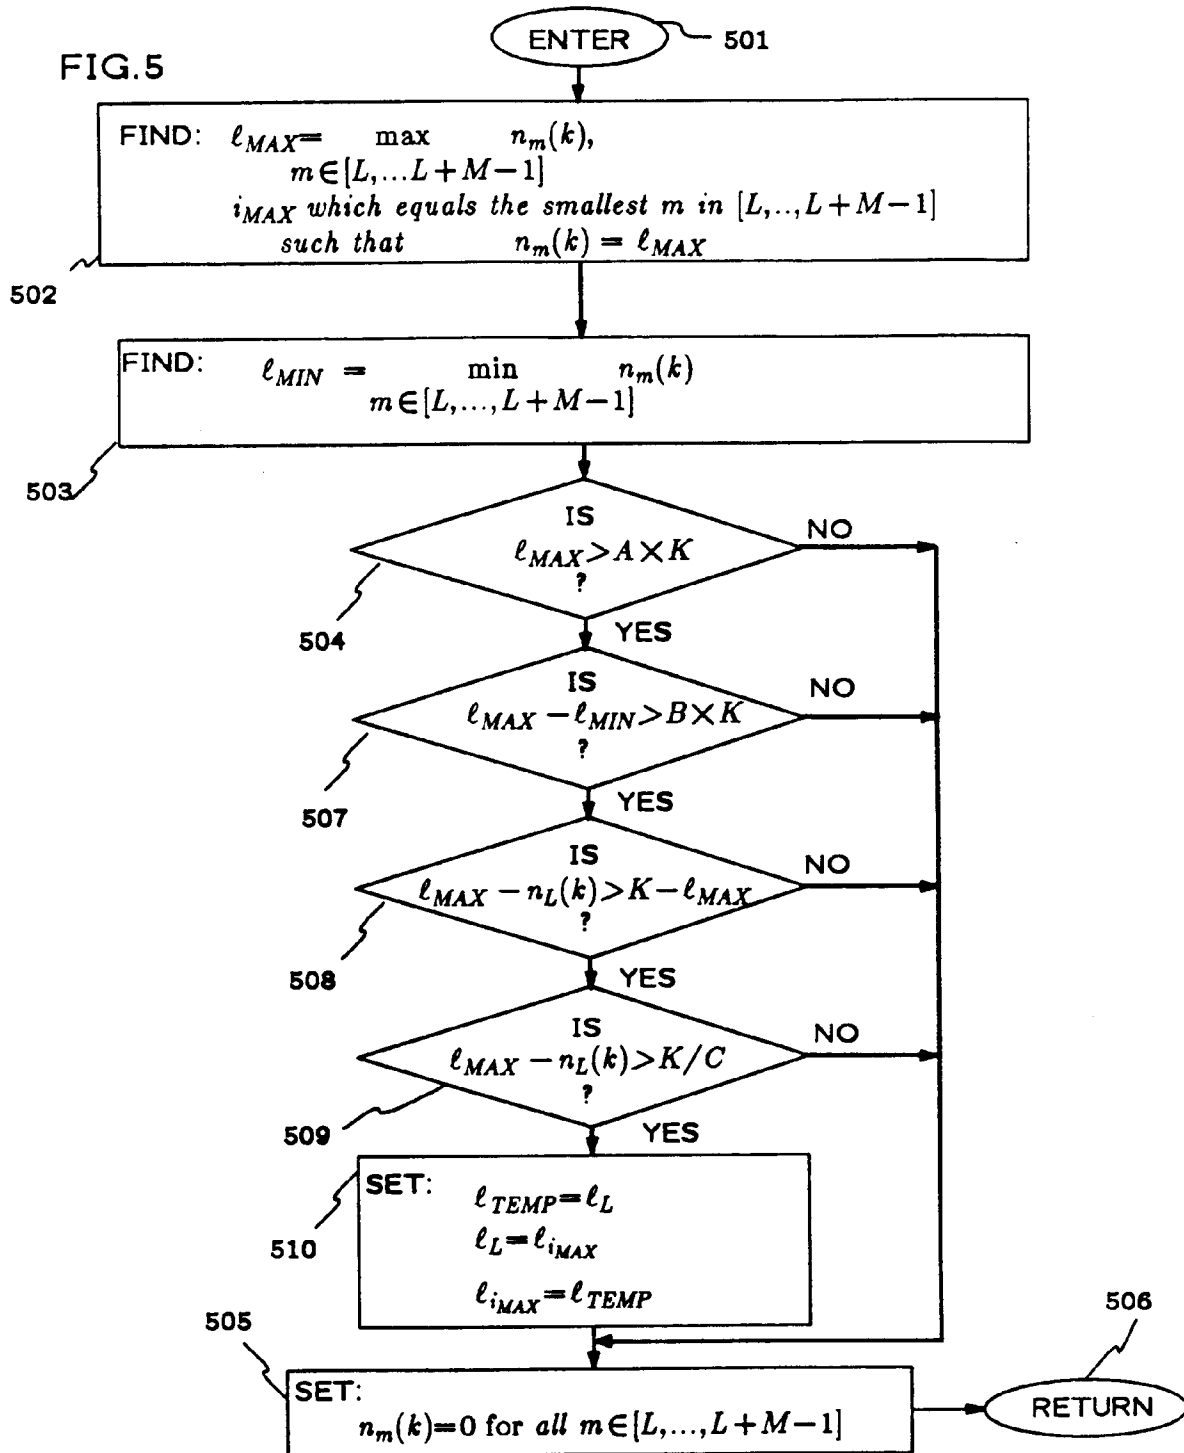 ENTER
501
FIG.5
FIND: ℓ_MAX= max n_m(k),
m∈[L,...L+M−1]
i_MAX which equals the smallest m in [L,..,L+M−1]
such that n_m(k) = ℓ_MAX
502
FIND: ℓ_MIN = min n_m(k)
m∈[L,...,L+M−1]
503
IS
ℓ_MAX>A×K
?
NO
504
YES
IS
ℓ_MAX−ℓ_MIN>B×K
?
NO
507
YES
IS
ℓ_MAX−n_L(k)>K−ℓ_MAX
?
NO
508
YES
IS
ℓ_MAX−n_L(k)>K/C
?
NO
509
YES
SET: ℓ_TEMP=ℓ_L
ℓ_L=ℓ_i_MAX
ℓ_i_MAX=ℓ_TEMP
510
505
506
SET:
n_m(k)=0 for all m∈[L,...,L+M−1]
RETURN